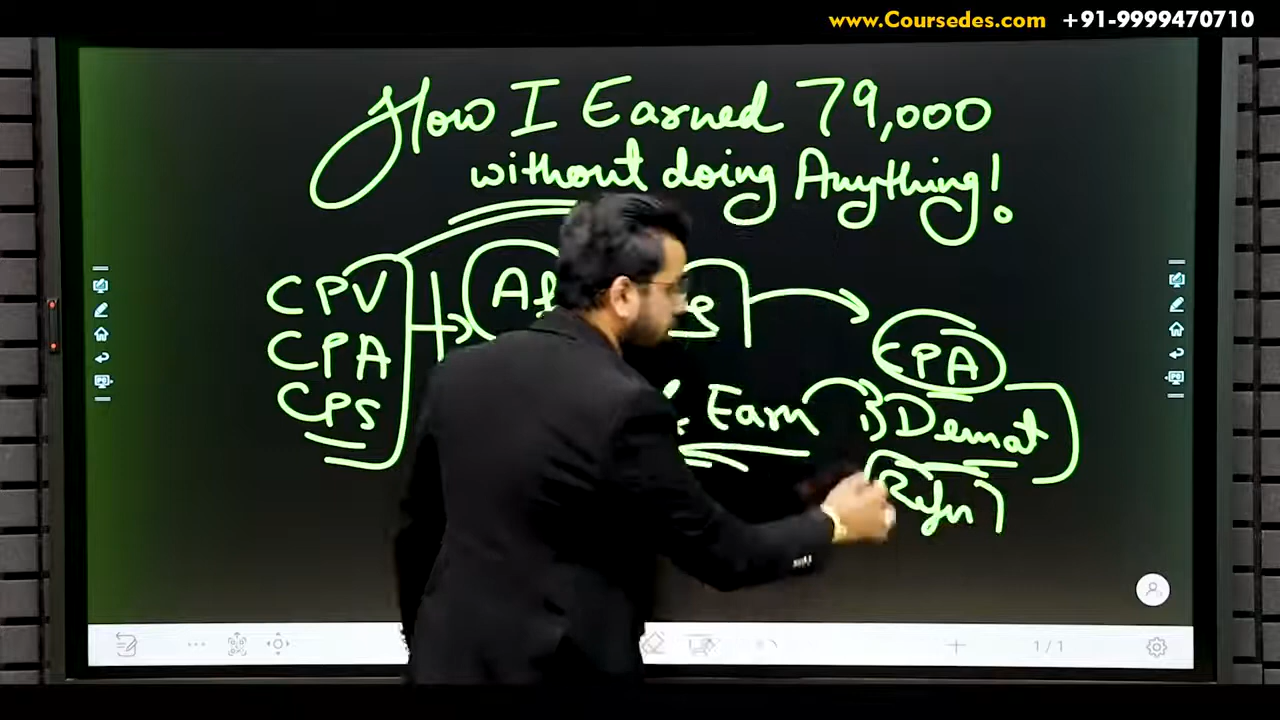 www.Coursedes.com +91-9999470710
How I Earned 79,000
without doing Anything!
CPV
CPA
CPS
CPA
Earn
1) Demat
Refer
1/1